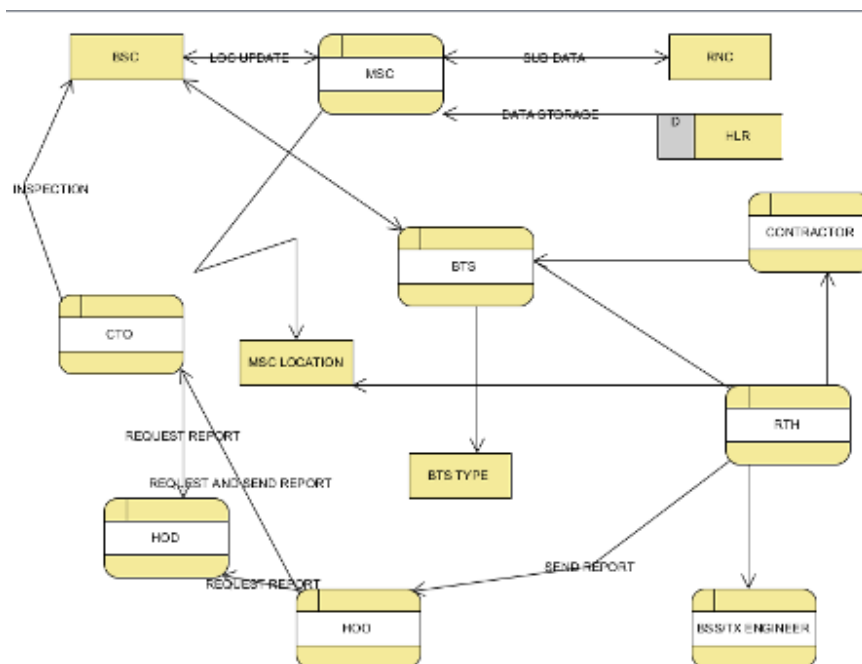 BSC
LOC UPDATE
MSC
SUB DATA
RNC
DATA STORAGE
D
HLR
INSPECTION
CONTRACTOR
BTS
CTO
MSC LOCATION
RTH
REQUEST REPORT
BTS TYPE
REQUEST AND SEND REPORT
HOD
SEND REPORT
REQUEST REPORT
HOO
BSS/TX ENGINEER